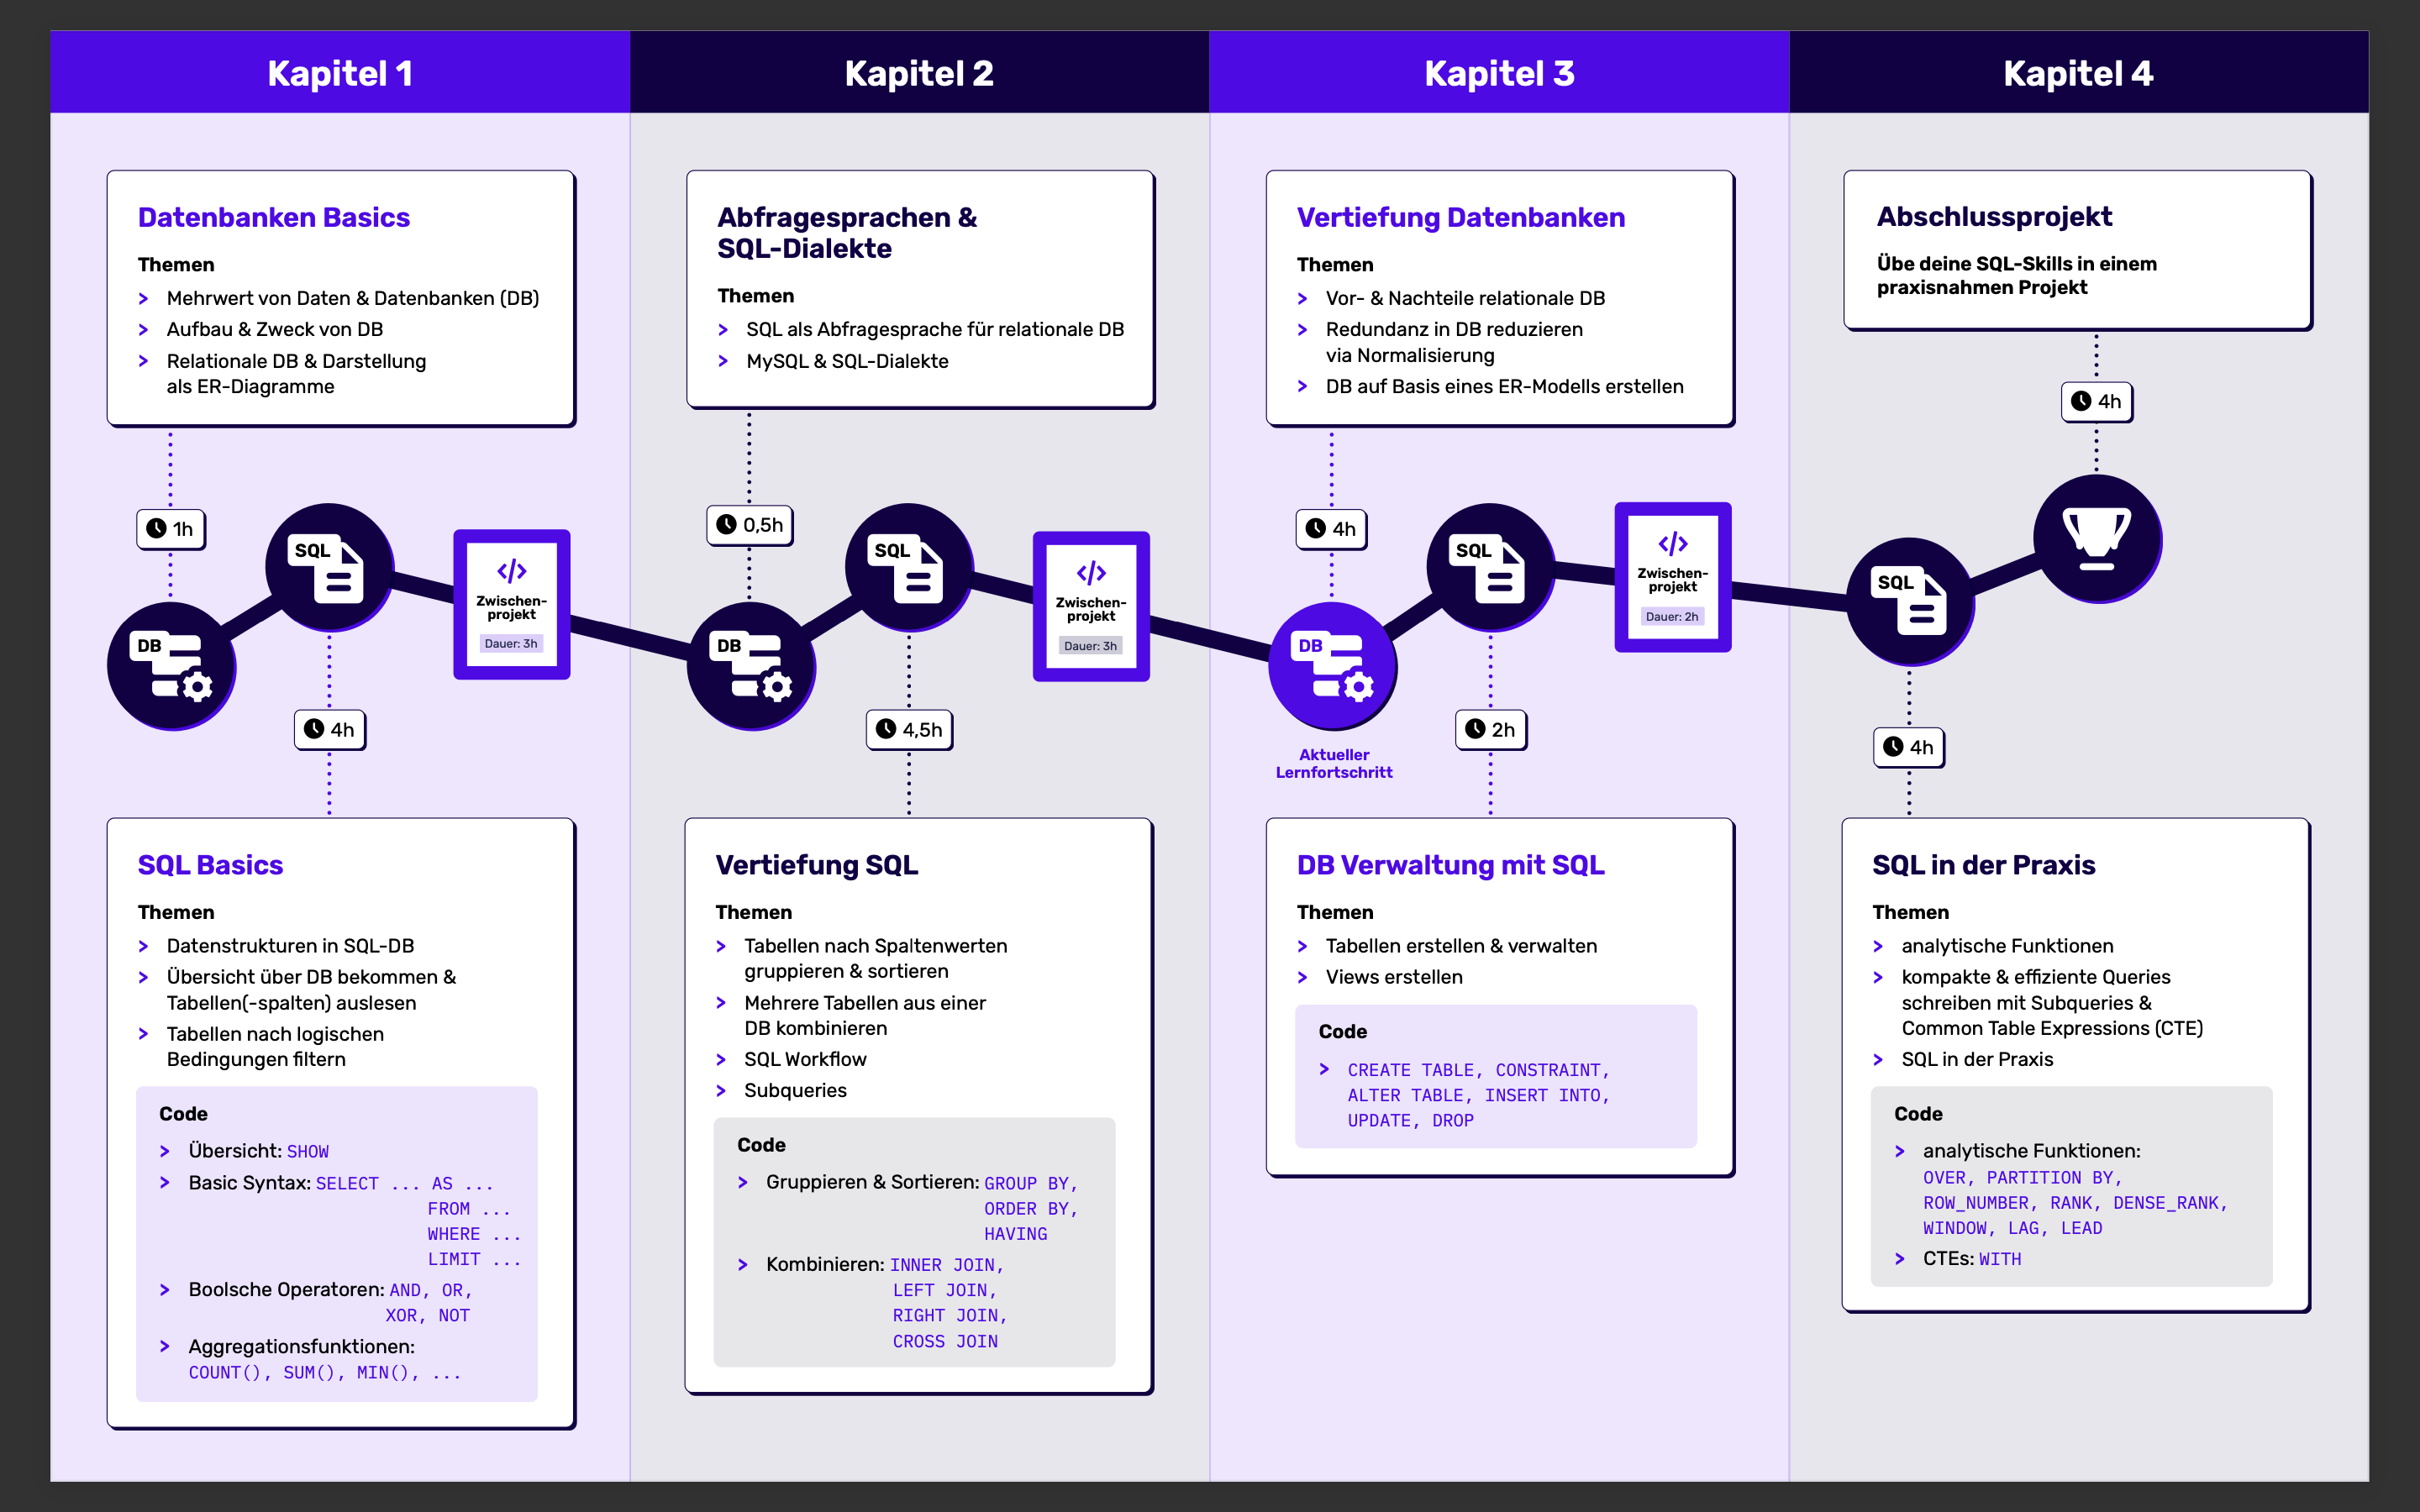 Kapitel 1
Kapitel 2
Kapitel 3
Kapitel 4
Datenbanken Basics
Themen
> Mehrwert von Daten & Datenbanken (DB)
> Aufbau & Zweck von DB
> Relationale DB & Darstellung
als ER-Diagramme
1h
DB
SQL
4h
</>
Zwischen-
projekt
Dauer: 3h
SQL Basics
Themen
> Datenstrukturen in SQL-DB
> Übersicht über DB bekommen &
Tabellen(-spalten) auslesen
> Tabellen nach logischen
Bedingungen filtern
Code
> Übersicht: SHOW
> Basic Syntax: SELECT ... AS ...
FROM ...
WHERE ...
LIMIT ...
> Boolsche Operatoren: AND, OR,
XOR, NOT
> Aggregationsfunktionen:
COUNT(), SUM(), MIN(), ...
Abfragesprachen &
SQL-Dialekte
Themen
> SQL als Abfragesprache für relationale DB
> MySQL & SQL-Dialekte
0,5h
DB
SQL
4,5h
</>
Zwischen-
projekt
Dauer: 3h
Vertiefung SQL
Themen
> Tabellen nach Spaltenwerten
gruppieren & sortieren
> Mehrere Tabellen aus einer
DB kombinieren
> SQL Workflow
> Subqueries
Code
> Gruppieren & Sortieren: GROUP BY,
ORDER BY,
HAVING
> Kombinieren: INNER JOIN,
LEFT JOIN,
RIGHT JOIN,
CROSS JOIN
Vertiefung Datenbanken
Themen
> Vor- & Nachteile relationale DB
> Redundanz in DB reduzieren
via Normalisierung
> DB auf Basis eines ER-Modells erstellen
4h
DB
Aktueller
Lernfortschritt
SQL
2h
</>
Zwischen-
projekt
Dauer: 2h
DB Verwaltung mit SQL
Themen
> Tabellen erstellen & verwalten
> Views erstellen
Code
> CREATE TABLE, CONSTRAINT,
ALTER TABLE, INSERT INTO,
UPDATE, DROP
Abschlussprojekt
Übe deine SQL-Skills in einem
praxisnahmen Projekt
4h
SQL
4h
SQL in der Praxis
Themen
> analytische Funktionen
> kompakte & effiziente Queries
schreiben mit Subqueries &
Common Table Expressions (CTE)
> SQL in der Praxis
Code
> analytische Funktionen:
OVER, PARTITION BY,
ROW_NUMBER, RANK, DENSE_RANK,
WINDOW, LAG, LEAD
> CTEs: WITH